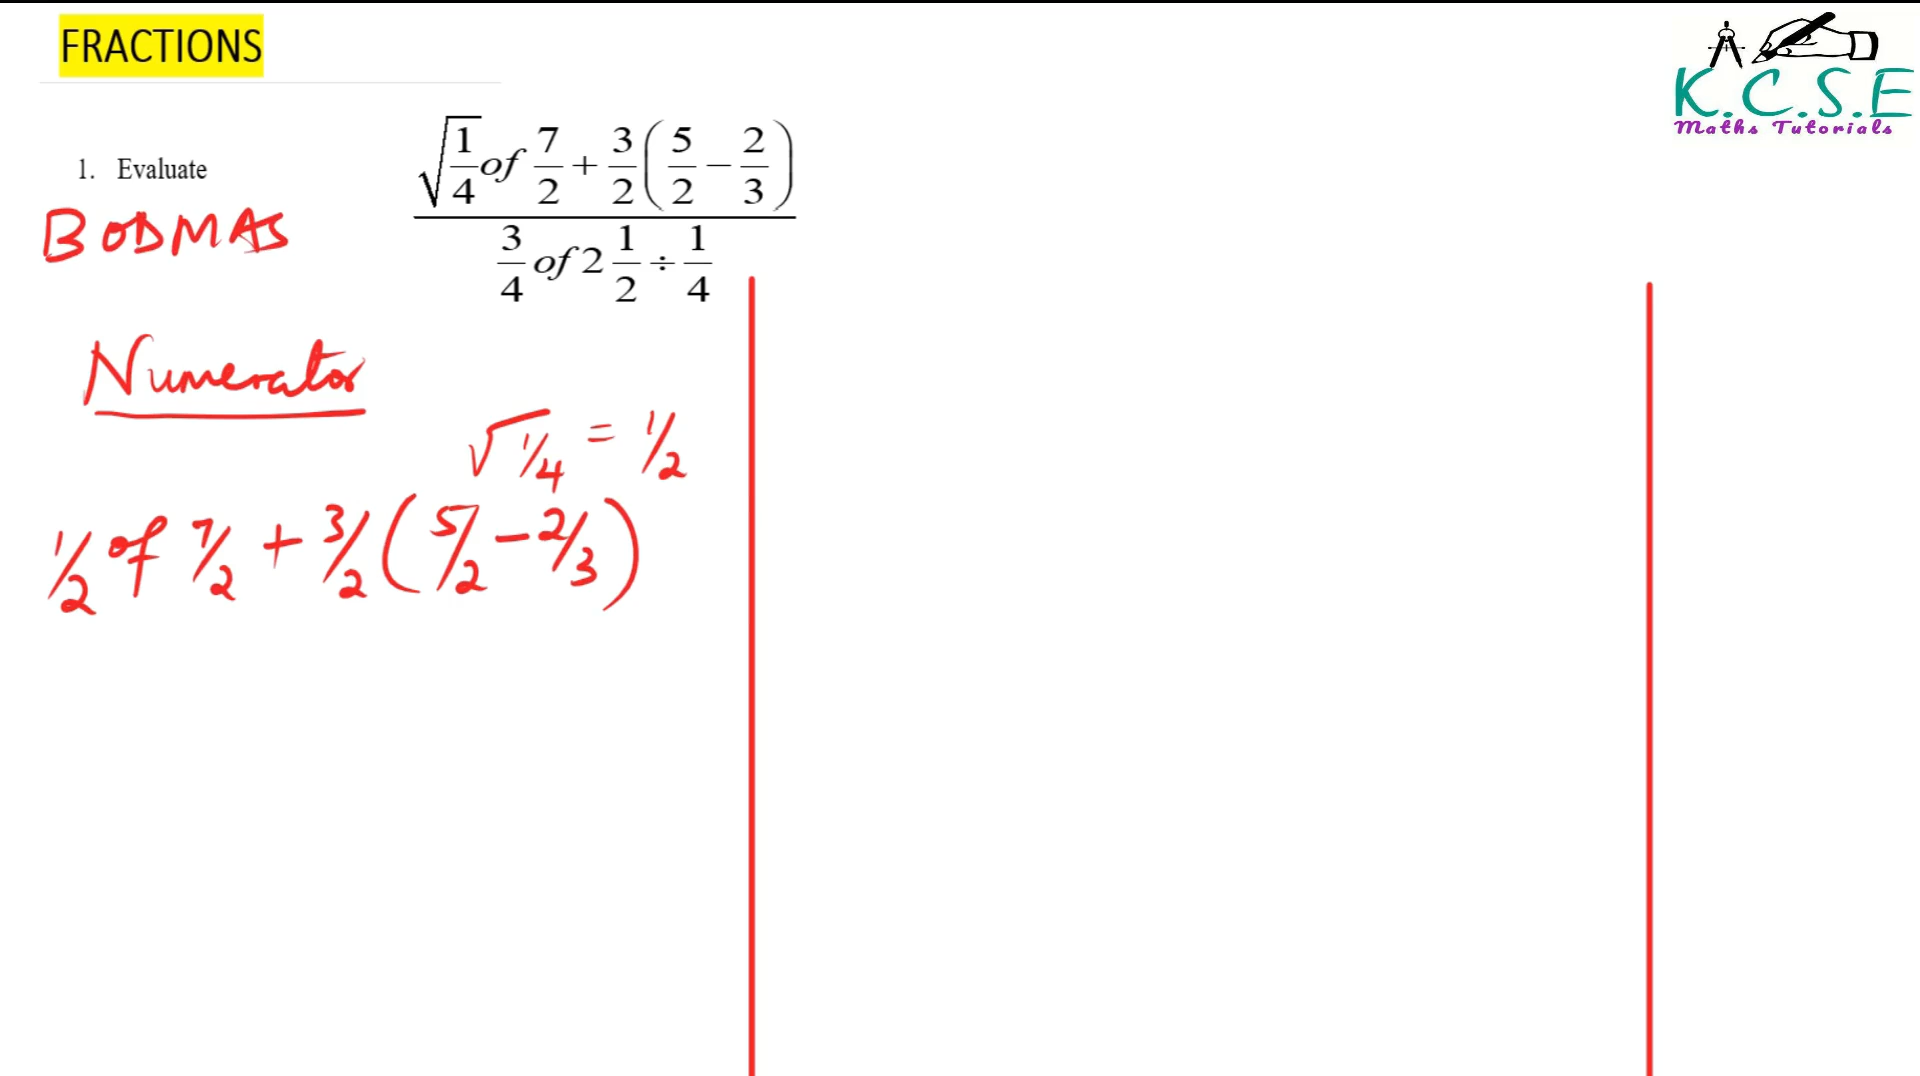 FRACTIONS
K.C.S.E
Maths Tutorials
1. Evaluate
√(1/4) of 7/2 + 3/2 (5/2 − 2/3)
3/4 of 2 1/2 ÷ 1/4
BODMAS
Numerator
√1/4 = 1/2
1/2 of 7/2 + 3/2 (5/2 − 2/3)